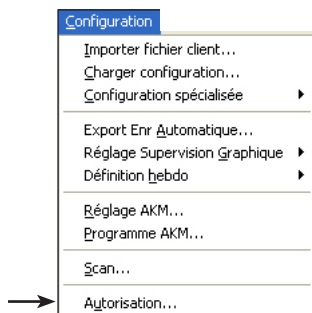 Configuration
Importer fichier client...
Charger configuration...
Configuration spécialisée
Export Enr Automatique...
Réglage Supervision Graphique
Définition hebdo
Réglage AKM...
Programme AKM...
Scan...
Autorisation...